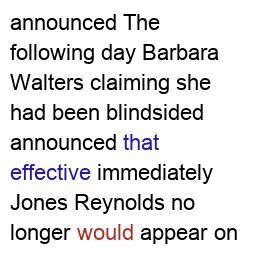 announced The
following day Barbara
Walters claiming she
had been blindsided
announced that
effective immediately
Jones Reynolds no
longer would appear on